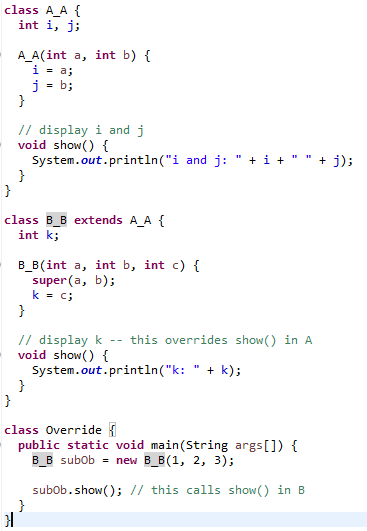 class A_A {
  int i, j;

  A_A(int a, int b) {
    i = a;
    j = b;
  }

  // display i and j
  void show() {
    System.out.println("i and j: " + i + " " + j);
  }
}

class B_B extends A_A {
  int k;

  B_B(int a, int b, int c) {
    super(a, b);
    k = c;
  }

  // display k -- this overrides show() in A
  void show() {
    System.out.println("k: " + k);
  }
}

class Override {
  public static void main(String args[]) {
    B_B subOb = new B_B(1, 2, 3);

    subOb.show(); // this calls show() in B
  }
}